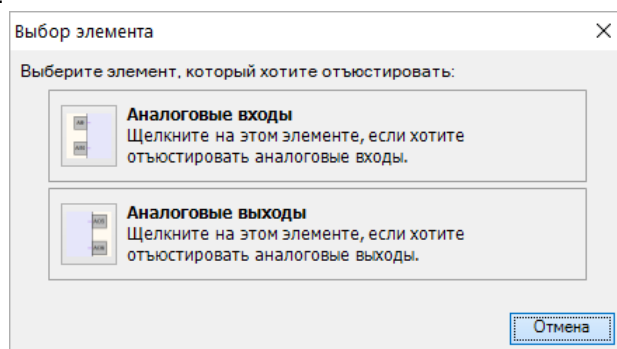 Выбор элемента
Выберите элемент, который хотите отъюстировать:
Аналоговые входы
Щелкните на этом элементе, если хотите
отъюстировать аналоговые входы.
Аналоговые выходы
Щелкните на этом элементе, если хотите
отъюстировать аналоговые выходы.
Отмена